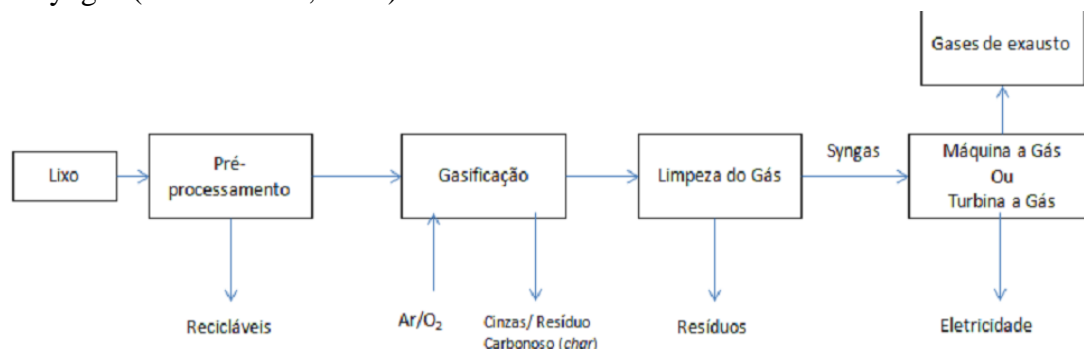 Gases de exausto
Lixo
Pré-
processamento
Gasificação
Limpeza do Gás
Syngas
Máquina a Gás
Ou
Turbina a Gás
Recicláveis
Ar/O₂
Cinzas/ Resíduo
Carbonoso (char)
Resíduos
Eletricidade